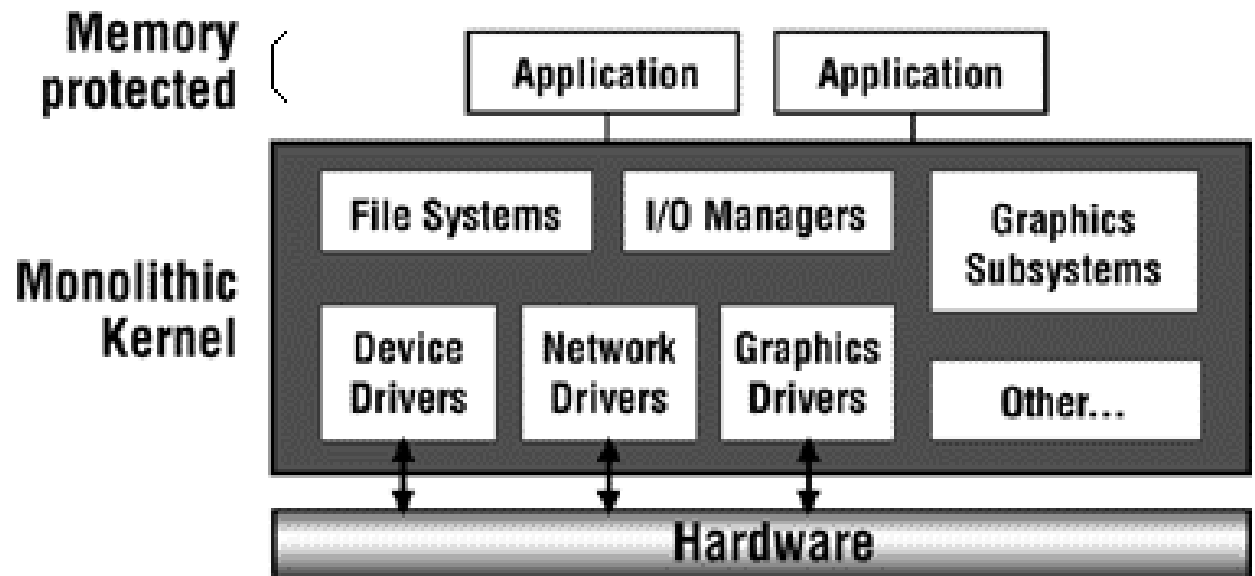 Memory
protected
Application
Application
Monolithic
Kernel
File Systems
I/O Managers
Graphics
Subsystems
Device
Drivers
Network
Drivers
Graphics
Drivers
Other...
Hardware